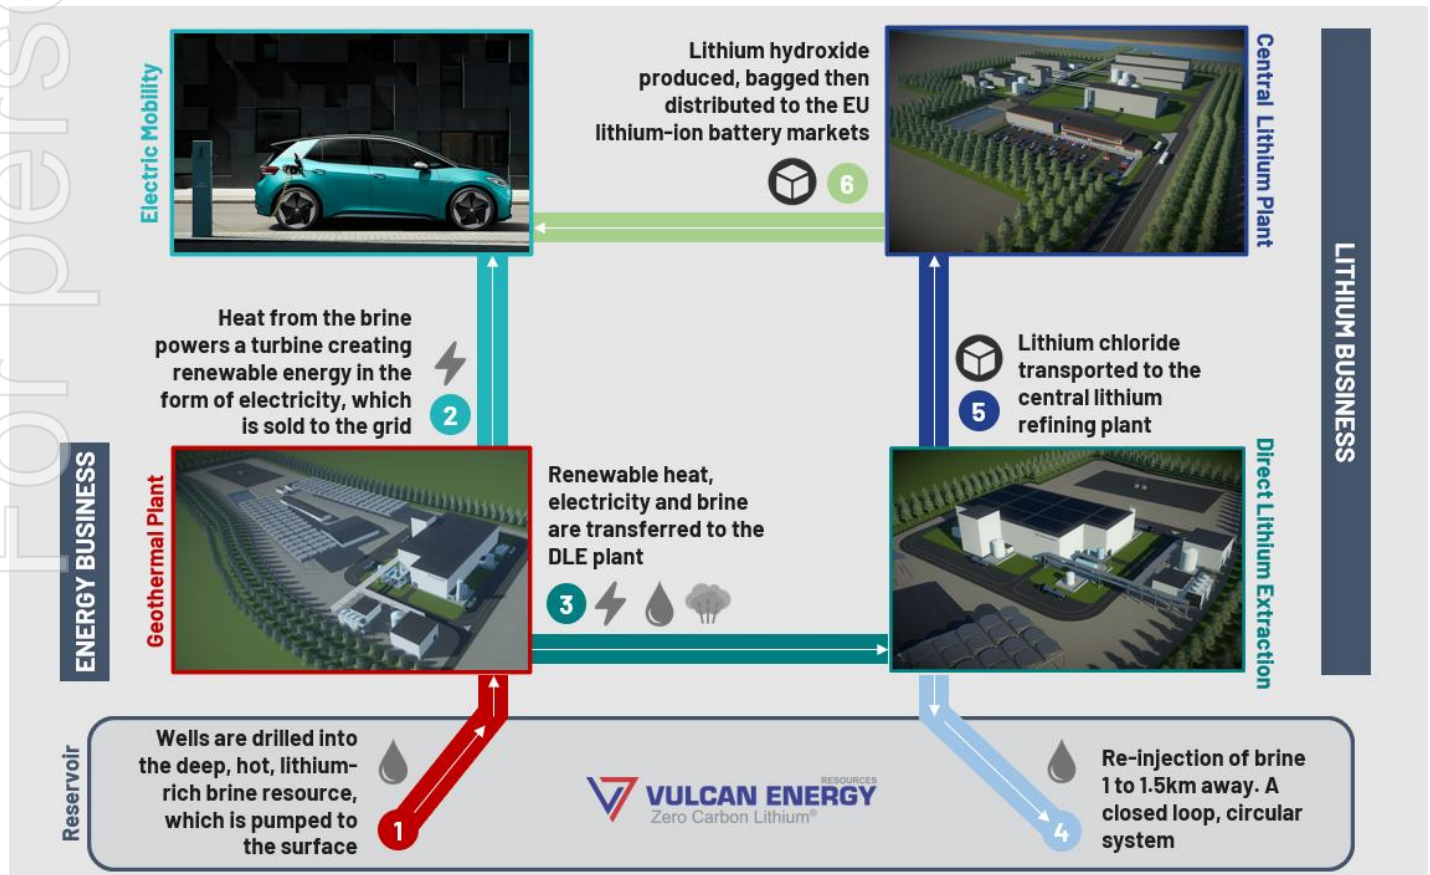 For perso
Electric Mobility
Lithium hydroxide
produced, bagged then
distributed to the EU
lithium-ion battery markets
6
Central Lithium Plant
LITHIUM BUSINESS
Heat from the brine
powers a turbine creating
renewable energy in the
form of electricity, which
is sold to the grid
2
Lithium chloride
transported to the
central lithium
refining plant
5
ENERGY BUSINESS
Geothermal Plant
Renewable heat,
electricity and brine
are transferred to the
DLE plant
3
Direct Lithium Extraction
Reservoir
Wells are drilled into
the deep, hot, lithium-
rich brine resource,
which is pumped to
the surface
1
VULCAN ENERGY
RESOURCES
Zero Carbon Lithium®
4
Re-injection of brine
1 to 1.5km away. A
closed loop, circular
system